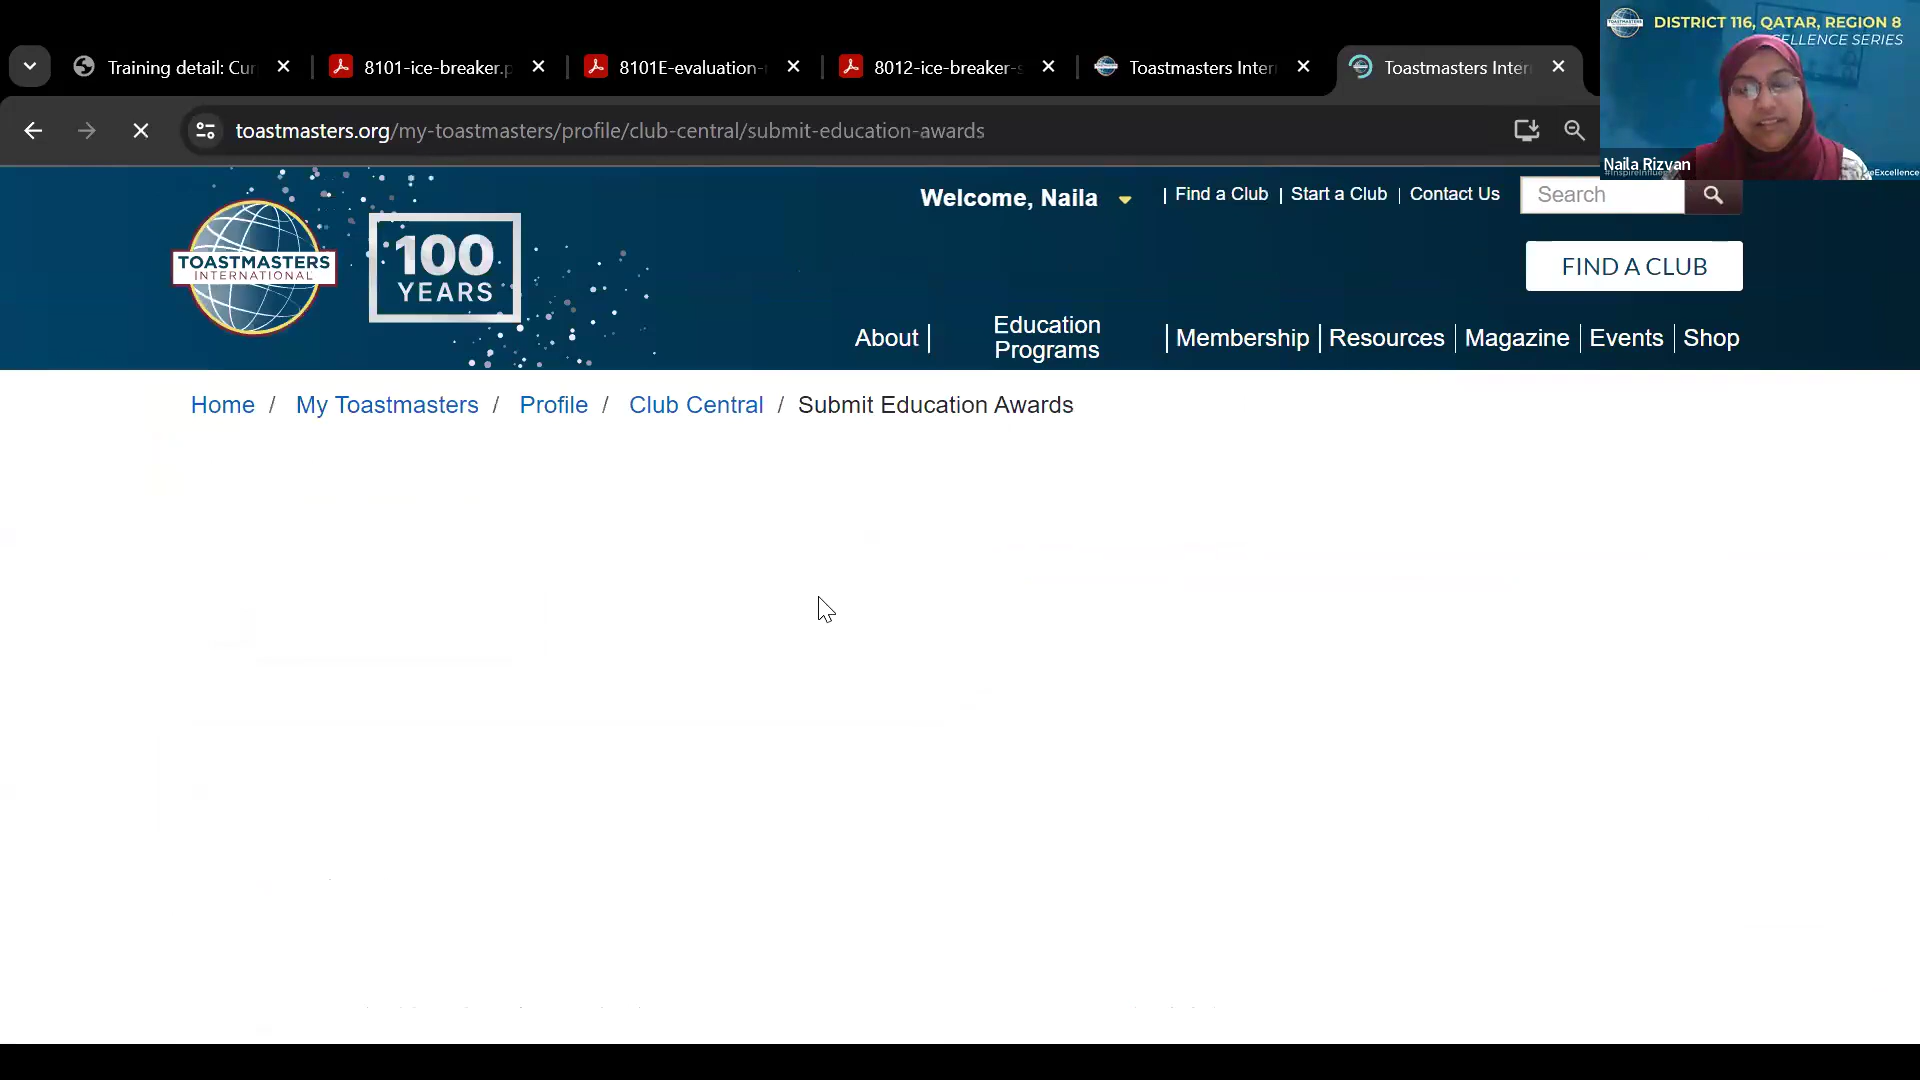 DISTRICT 116, QATAR, REGION 8
ELLENCE SERIES
Training detail: Cur
8101-ice-breaker.p
8101E-evaluation-
8012-ice-breaker-s
Toastmasters Inter
Toastmasters Inter
toastmasters.org/my-toastmasters/profile/club-central/submit-education-awards
Naila Rizvan
#InspireInflue
Excellence
Welcome, Naila
Find a Club
Start a Club
Contact Us
Search
TOASTMASTERS
INTERNATIONAL
100
YEARS
FIND A CLUB
About
Education
Programs
Membership
Resources
Magazine
Events
Shop
Home / My Toastmasters / Profile / Club Central / Submit Education Awards